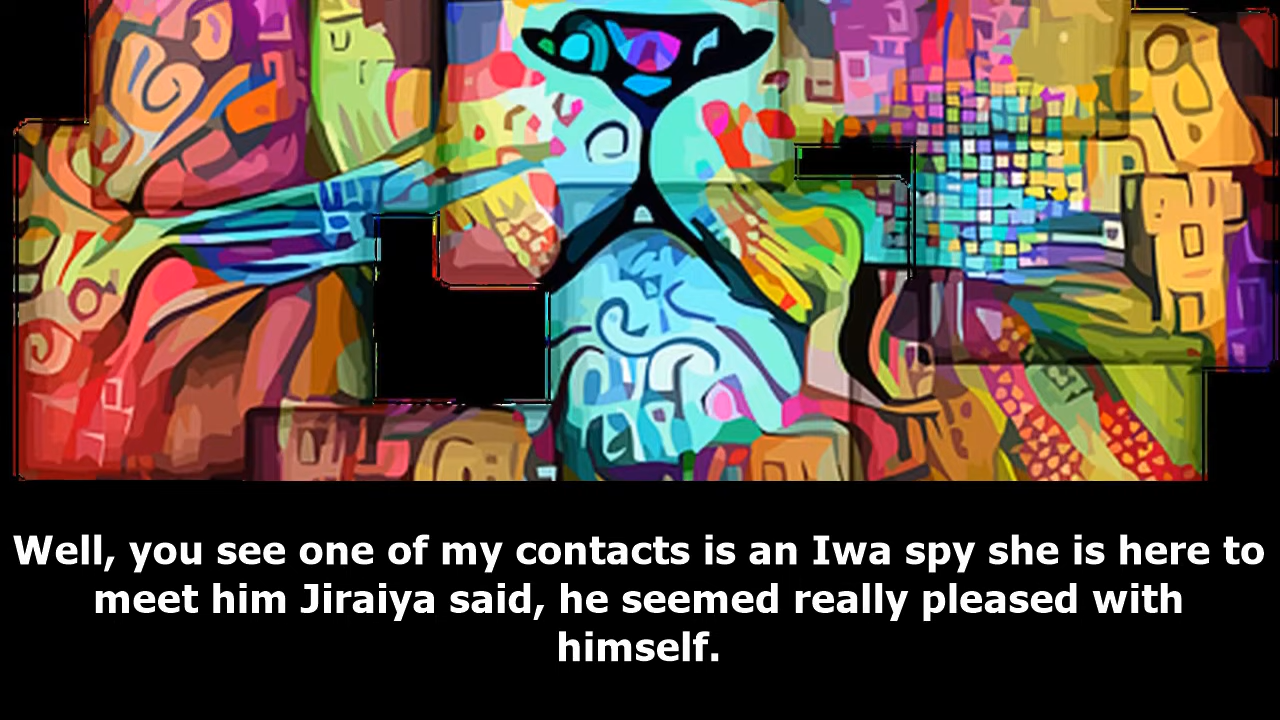 Well, you see one of my contacts is an Iwa spy she is here to
meet him Jiraiya said, he seemed really pleased with
himself.